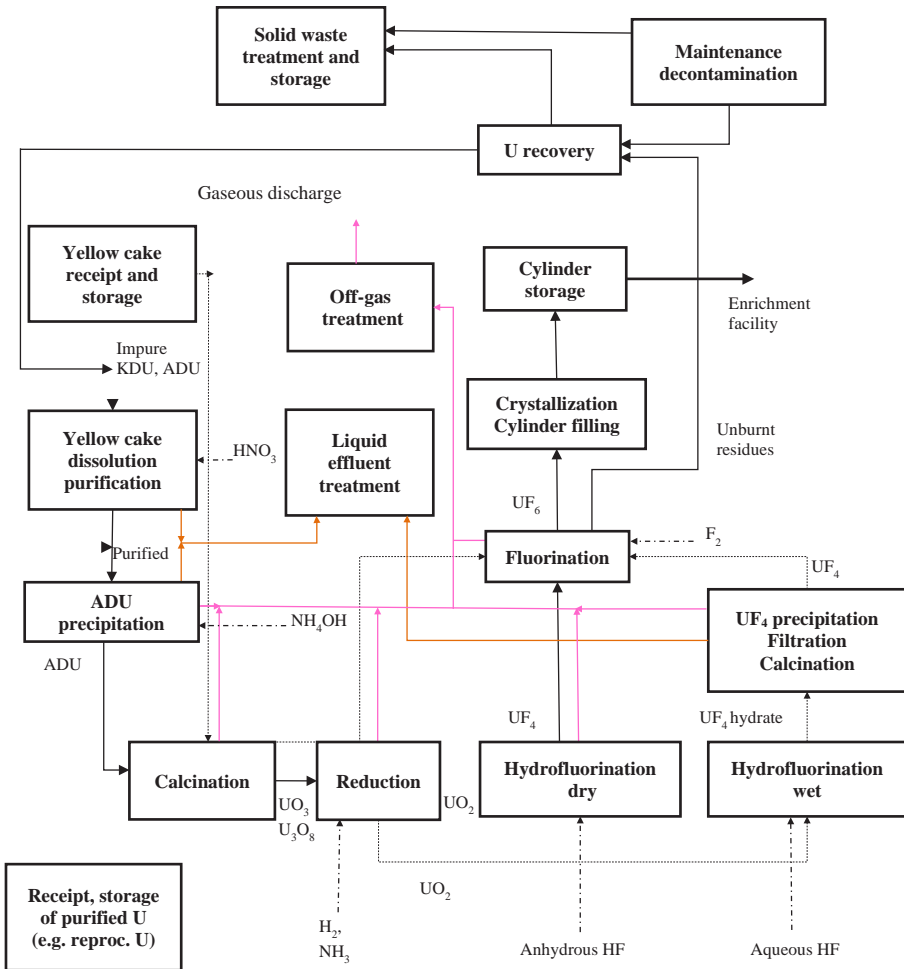 Solid waste
treatment and
storage
Maintenance
decontamination
U recovery
Gaseous discharge
Yellow cake
receipt and
storage
Off-gas
treatment
Cylinder
storage
Enrichment
facility
Impure
KDU, ADU
Crystallization
Cylinder filling
Yellow cake
dissolution
purification
HNO₃
Liquid
effluent
treatment
Unburnt
residues
UF₆
F₂
Purified
Fluorination
UF₄
ADU
precipitation
NH₄OH
UF₄ precipitation
Filtration
Calcination
ADU
UF₄
UF₄ hydrate
Calcination
UO₃
U₃O₈
Reduction
UO₂
Hydrofluorination
dry
Hydrofluorination
wet
UO₂
Receipt, storage
of purified U
(e.g. reproc. U)
H₂,
NH₃
Anhydrous HF
Aqueous HF